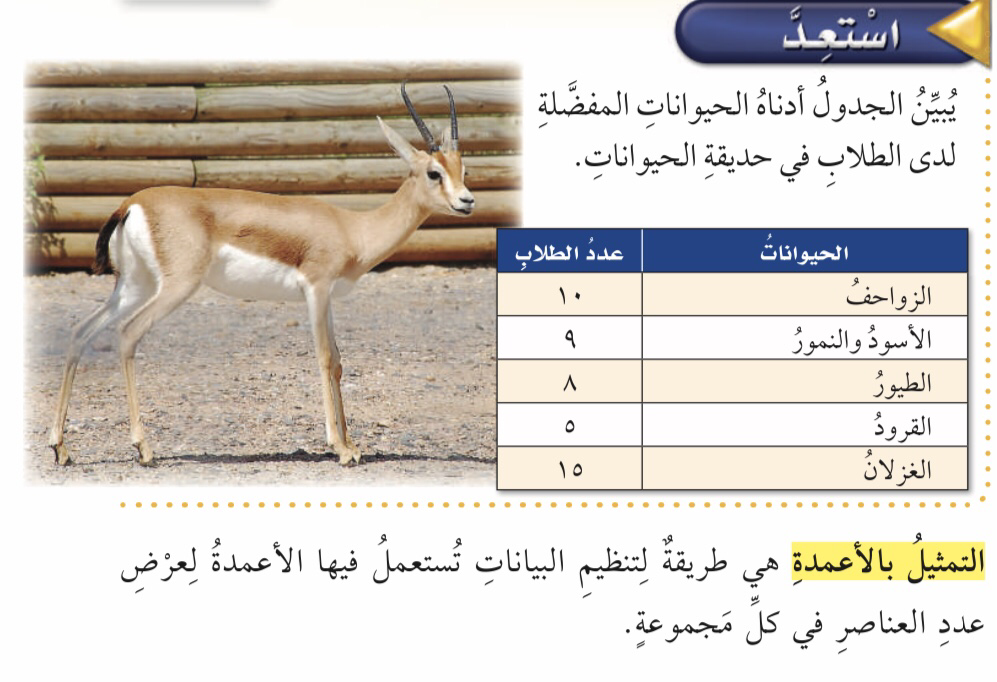 اسْتعِدَّ
يُبيِّنُ الجدولُ أدناهُ الحيواناتِ المفضَّلةِ
لدى الطلابِ في حديقةِ الحيواناتِ.
الحيواناتُ عددُ الطلابِ
الزواحفُ ١٠
الأسودُ والنمورُ ٩
الطيورُ ٨
القرودُ ٥
الغزلانُ ١٥
التمثيلُ بالأعمدةِ هي طريقةٌ لِتنظيمِ البياناتِ تُستعملُ فيها الأعمدةُ لِعرْضِ
عددِ العناصرِ في كلِّ مَجموعةٍ.